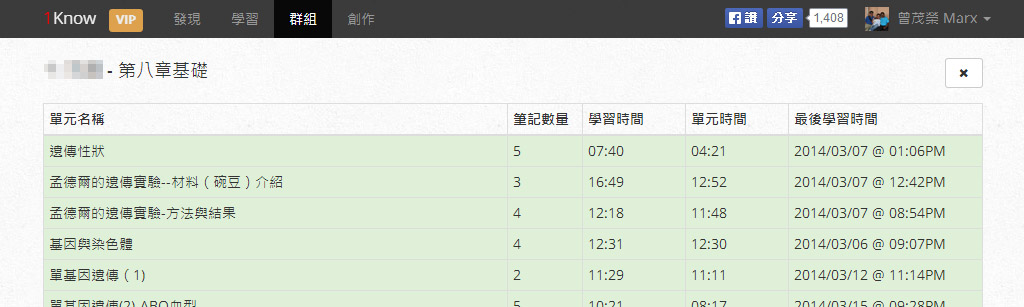 1Know VIP 發現 學習 群組 創作 讚 分享 1,408 曾茂榮 Marx
- 第八章基礎
單元名稱 筆記數量 學習時間 單元時間 最後學習時間
遺傳性狀 5 07:40 04:21 2014/03/07 @ 01:06PM
孟德爾的遺傳實驗--材料（碗豆）介紹 3 16:49 12:52 2014/03/07 @ 12:42PM
孟德爾的遺傳實驗-方法與結果 4 12:18 11:48 2014/03/07 @ 08:54PM
基因與染色體 4 12:31 12:30 2014/03/06 @ 09:07PM
單基因遺傳（1) 2 11:29 11:11 2014/03/12 @ 11:14PM
單基因遺傳(2) ABO血型 5 10:21 08:17 2014/03/15 @ 09:28PM